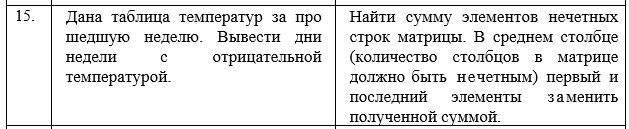 15.
Дана таблица температур за про
шедшую неделю. Вывести дни
недели с отрицательной
температурой.
Найти сумму элементов нечетных
строк матрицы. В среднем столбце
(количество столбцов в матрице
должно быть нечетным) первый и
последний элементы заменить
полученной суммой.